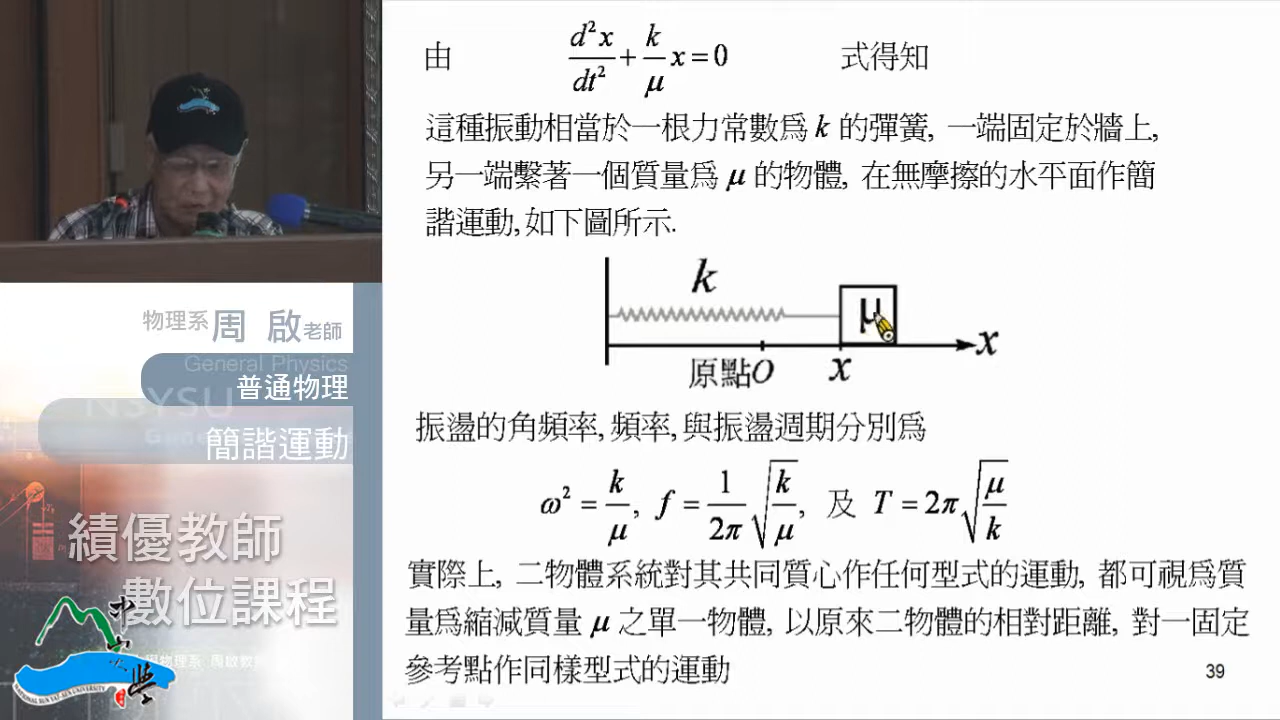 由 d²x/dt² + k/μ x = 0 式得知
這種振動相當於一根力常數為 k 的彈簧, 一端固定於牆上,
另一端繫著一個質量為 μ 的物體, 在無摩擦的水平面作簡
諧運動, 如下圖所示.
k
μ
x
原點O
x
振盪的角頻率, 頻率, 與振盪週期分別為
ω² = k/μ, f = 1/2π √(k/μ), 及 T = 2π √(μ/k)
實際上, 二物體系統對其共同質心作任何型式的運動, 都可視為質
量為縮減質量 μ 之單一物體, 以原來二物體的相對距離, 對一固定
參考點作同樣型式的運動
39
物理系 周 啟 老師
General Physics
普通物理
NSYSU
簡諧運動
績優教師
數位課程